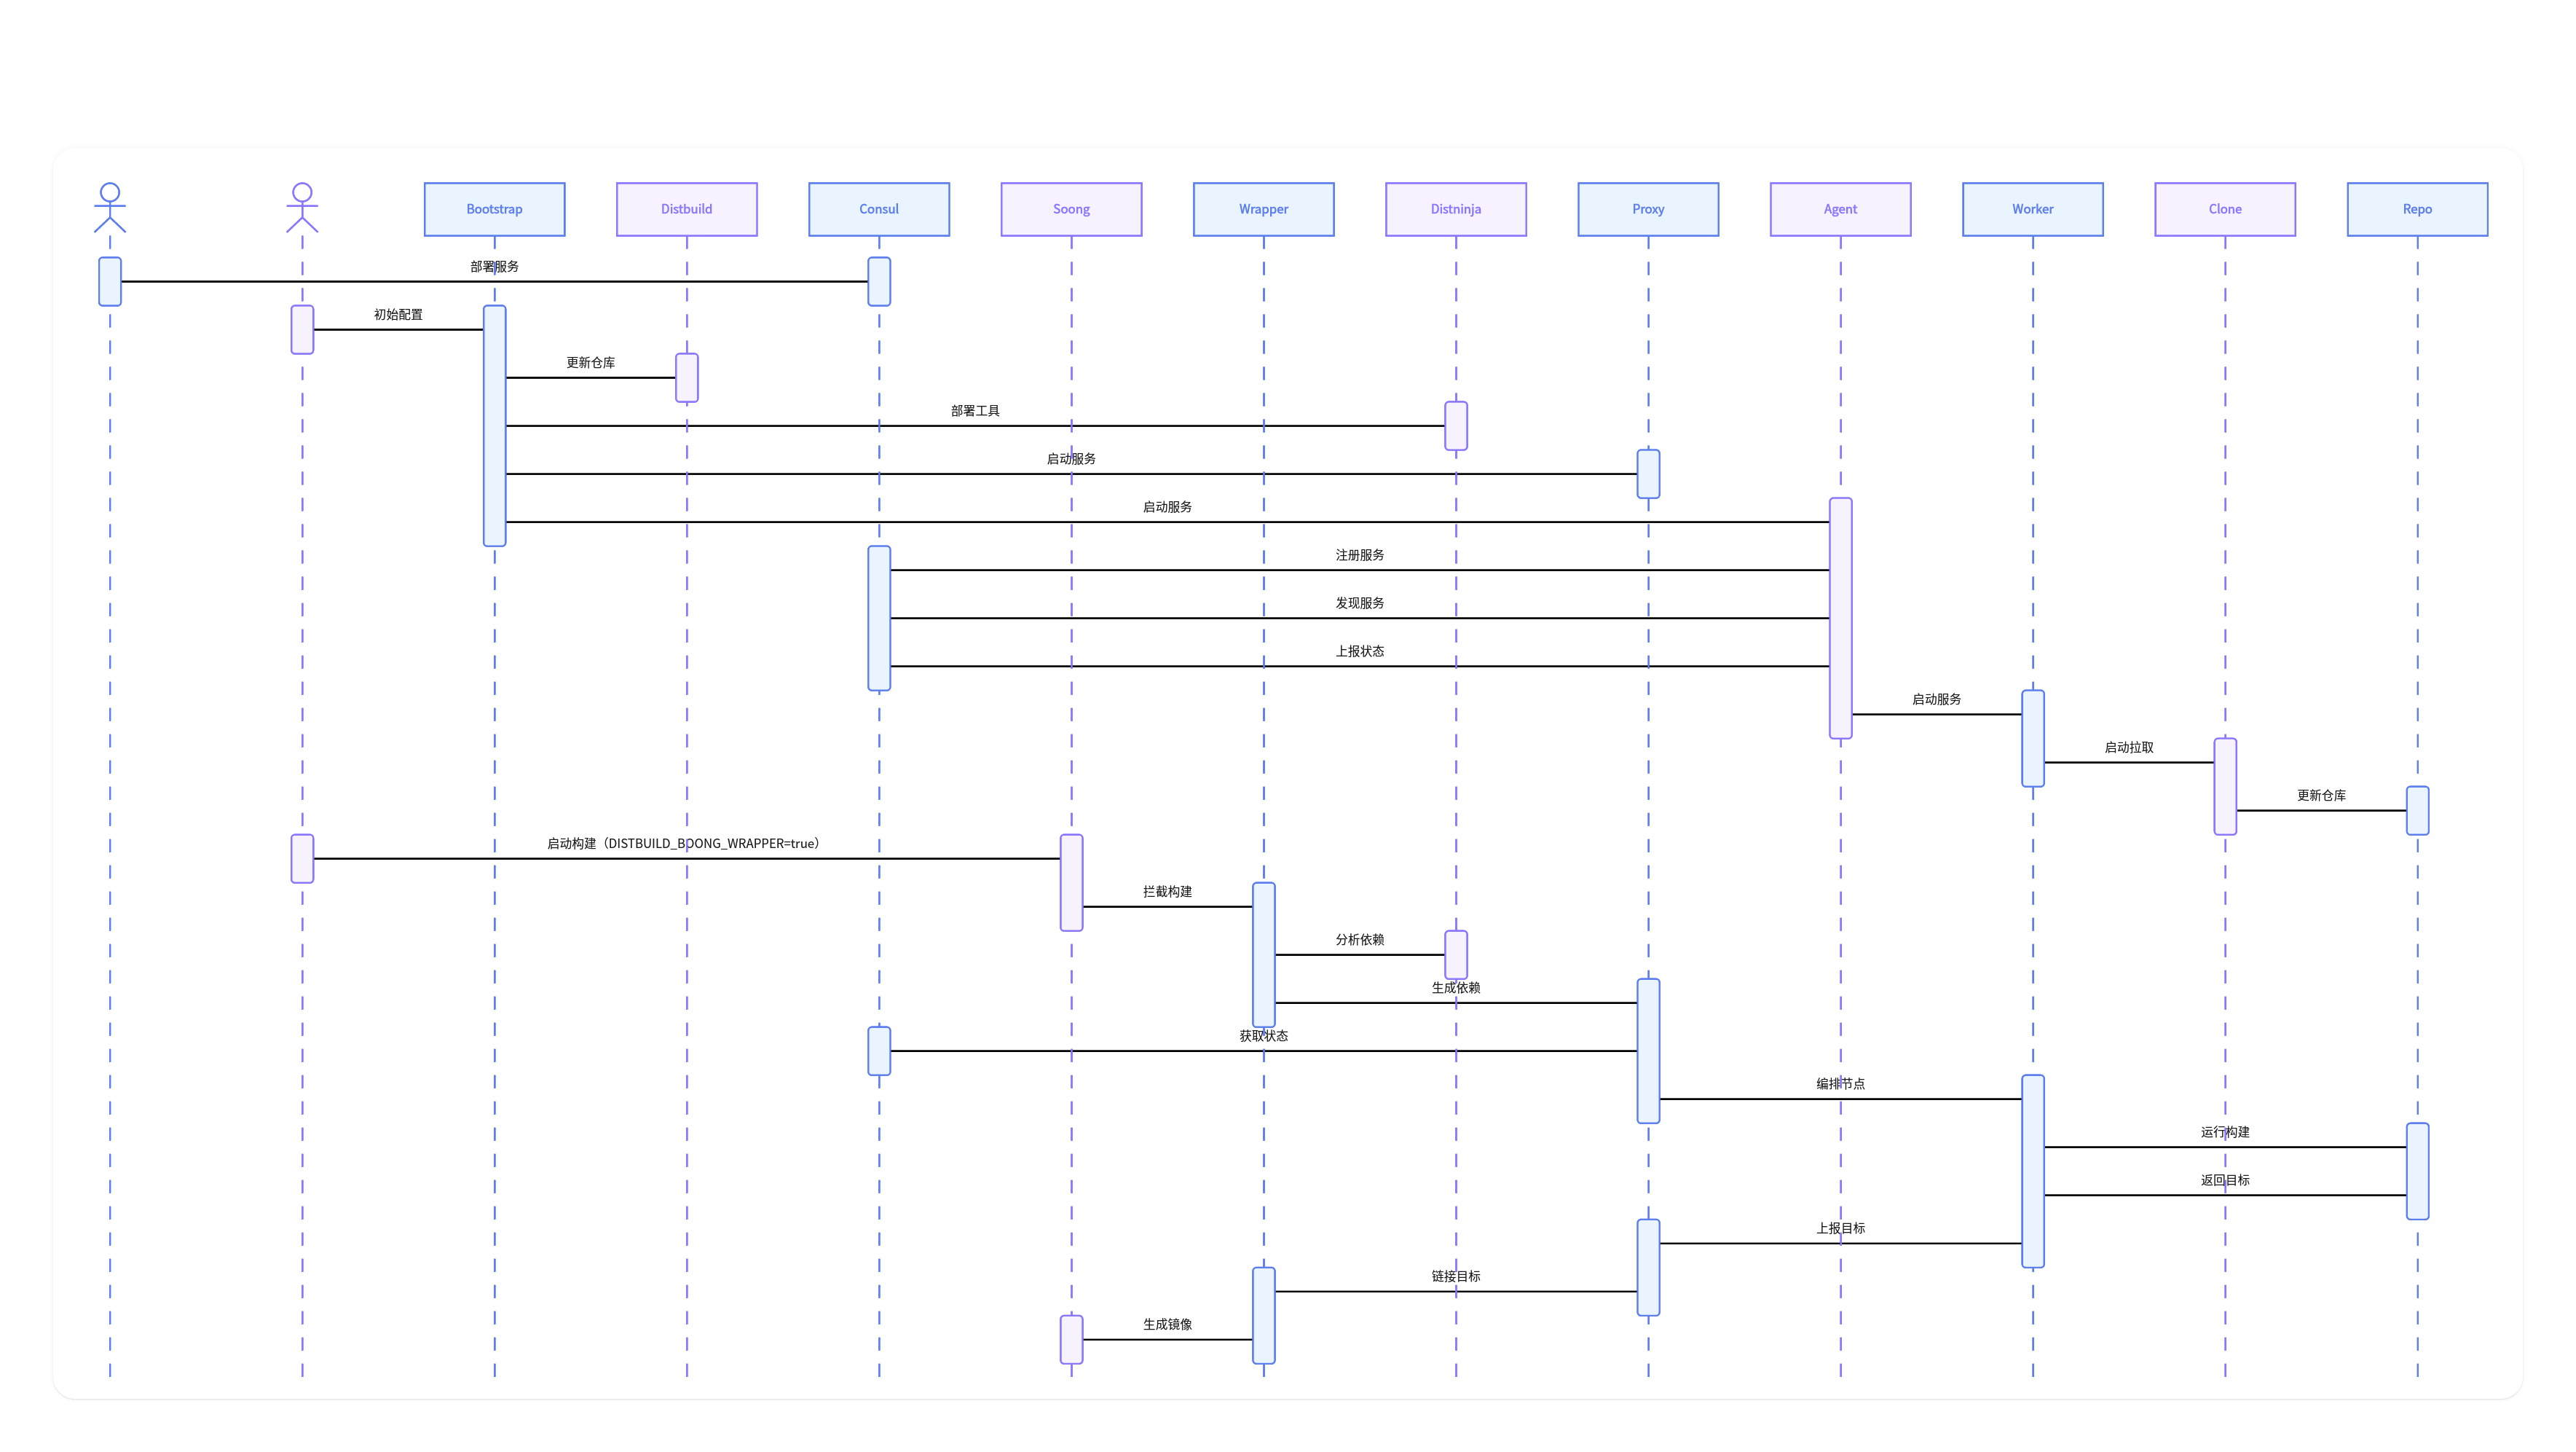 Bootstrap
Distbuild
Consul
Soong
Wrapper
Distninja
Proxy
Agent
Worker
Clone
Repo
部署服务
初始配置
更新仓库
部署工具
启动服务
启动服务
注册服务
发现服务
上报状态
启动服务
启动拉取
更新仓库
启动构建（DISTBUILD_BOONG_WRAPPER=true）
拦截构建
分析依赖
生成依赖
获取状态
编排节点
运行构建
返回目标
上报目标
链接目标
生成镜像